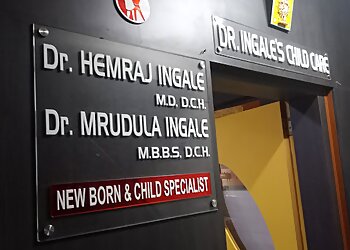 Dr. HEMRAJ INGALE
M.D, D.C.H.
Dr. MRUDULA INGALE
M.B.B.S, D.C.H.
NEW BORN & CHILD SPECIALIST
DR. INGALE'S CHILD CARE